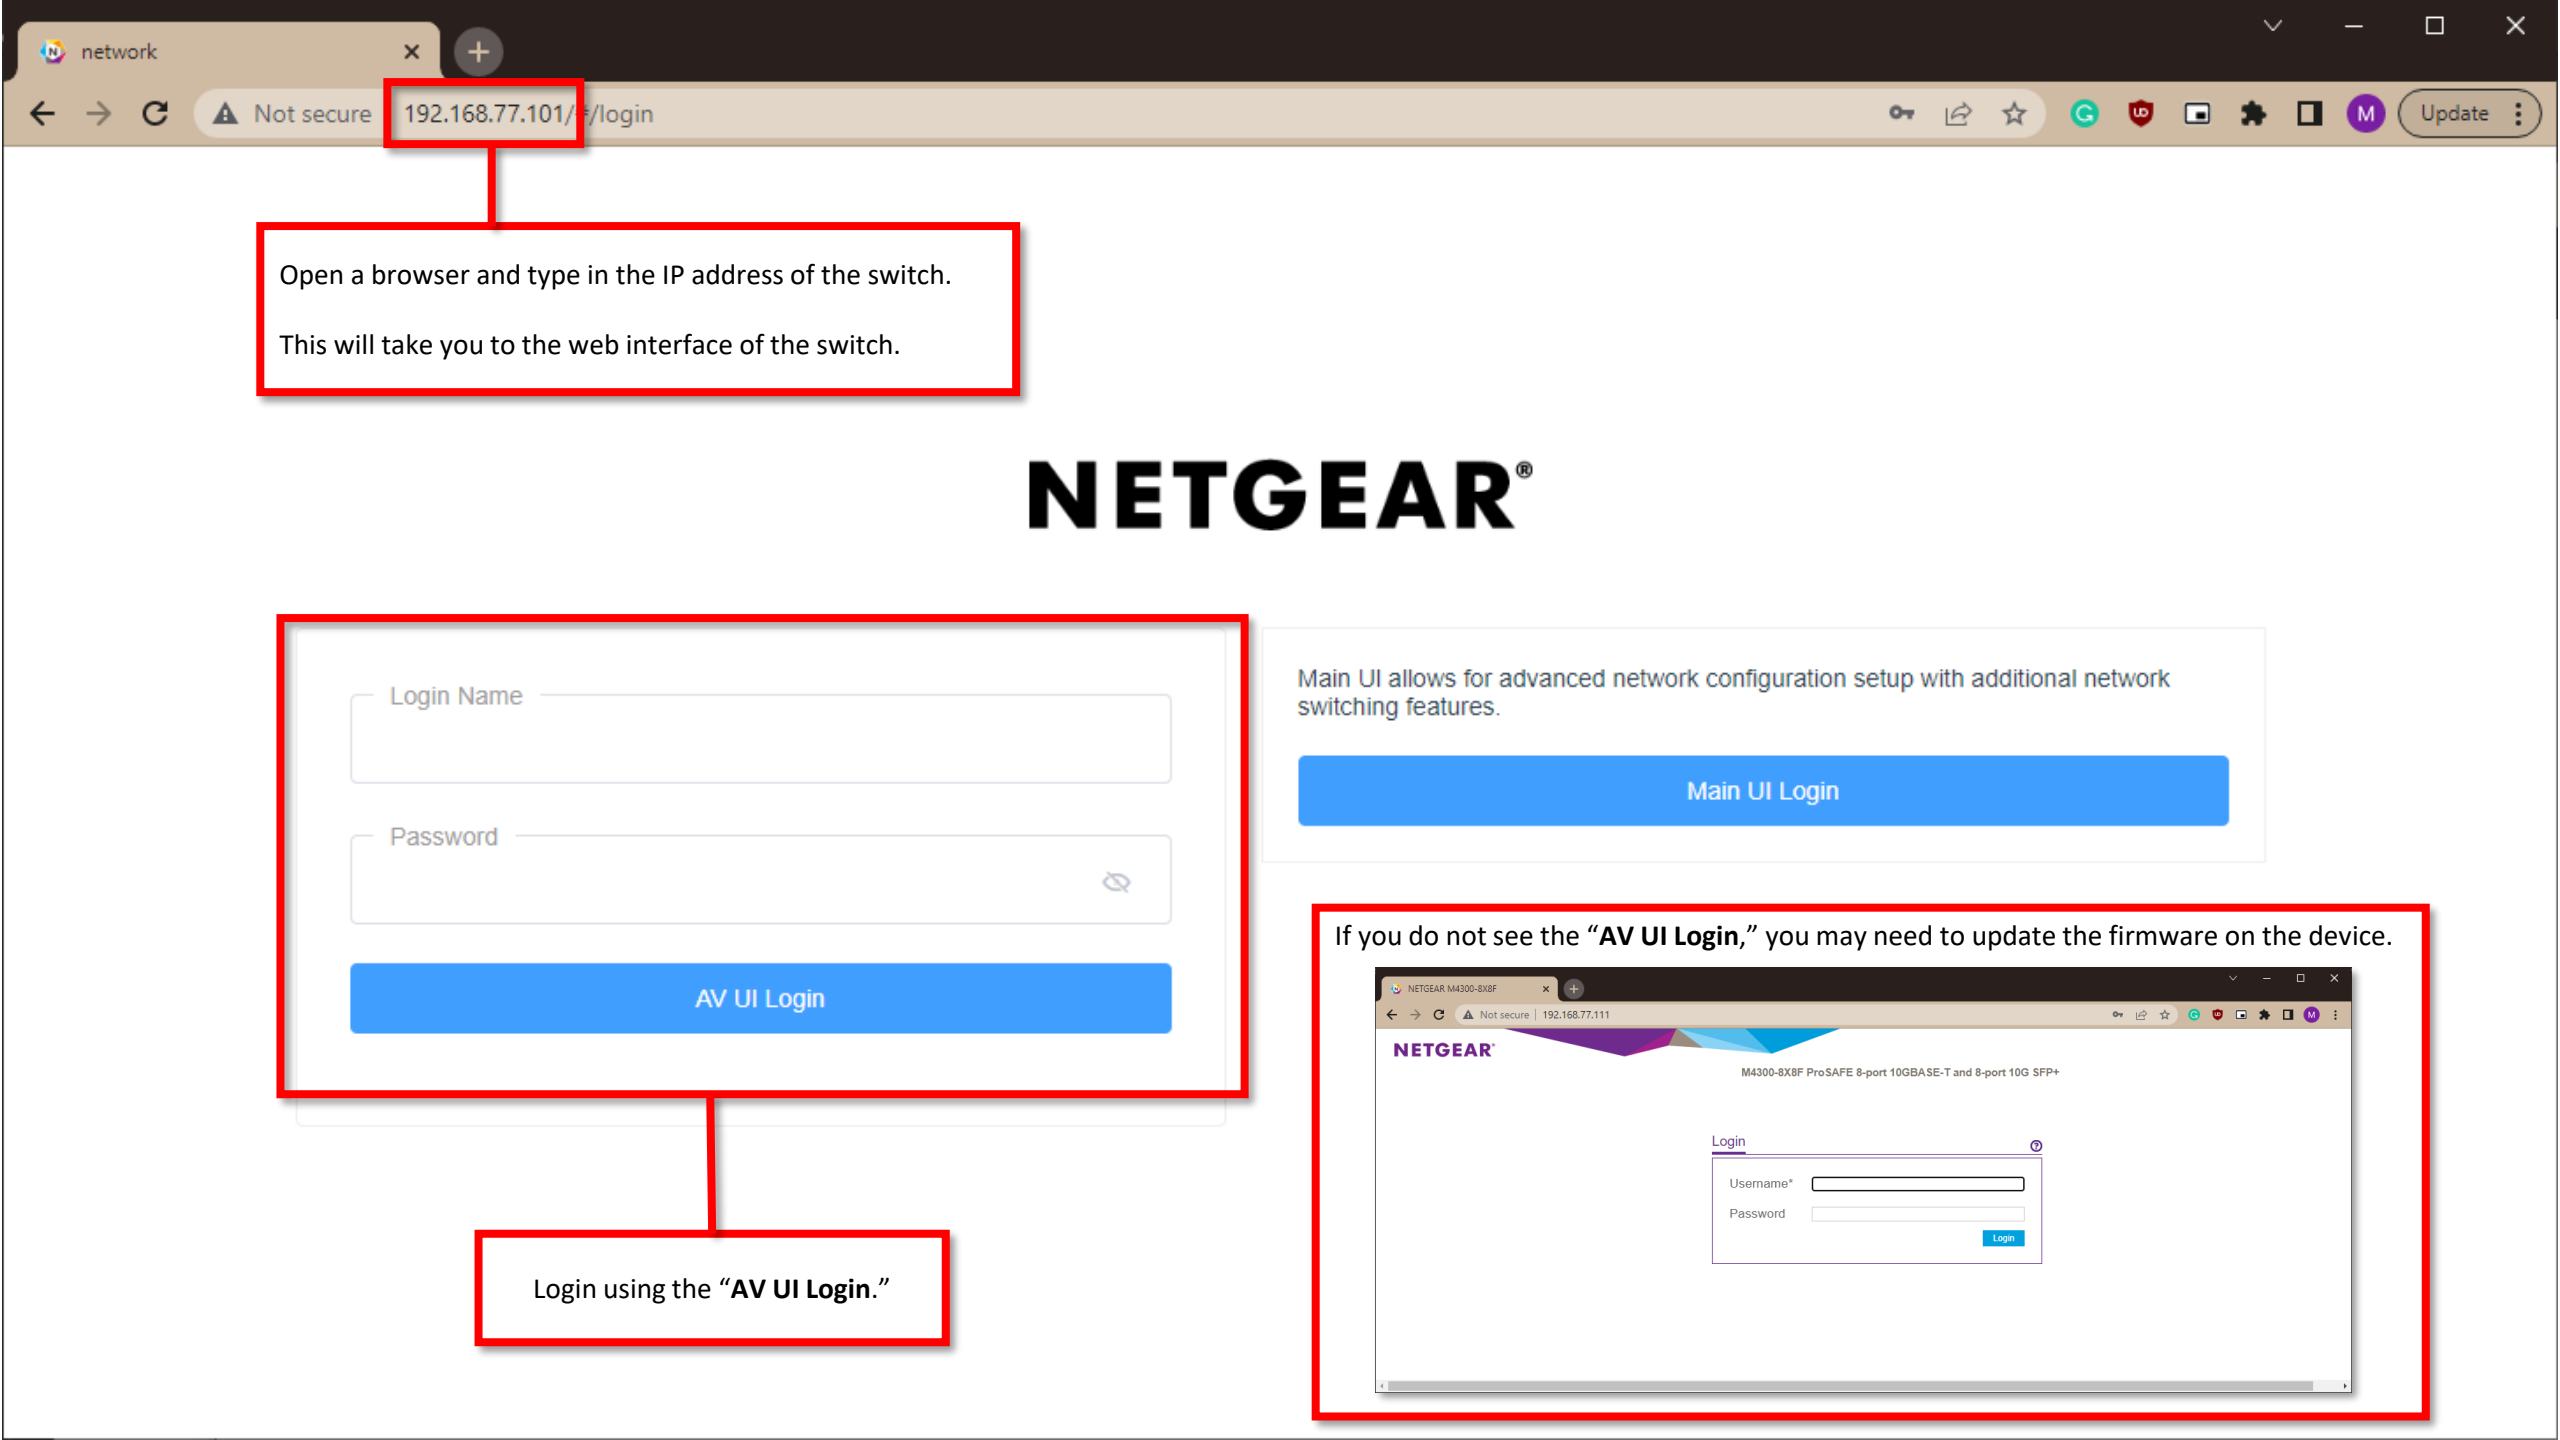 network
Not secure
192.168.77.101/#/login
M
Update
Open a browser and type in the IP address of the switch.
This will take you to the web interface of the switch.
NETGEAR®
Login Name
Password
AV UI Login
Main UI allows for advanced network configuration setup with additional network
switching features.
Main UI Login
Login using the “AV UI Login.”
If you do not see the “AV UI Login,” you may need to update the firmware on the device.
NETGEAR M4300-8X8F
Not secure | 192.168.77.111
M
NETGEAR®
M4300-8X8F ProSAFE 8-port 10GBASE-T and 8-port 10G SFP+
Login
Username*
Password
Login